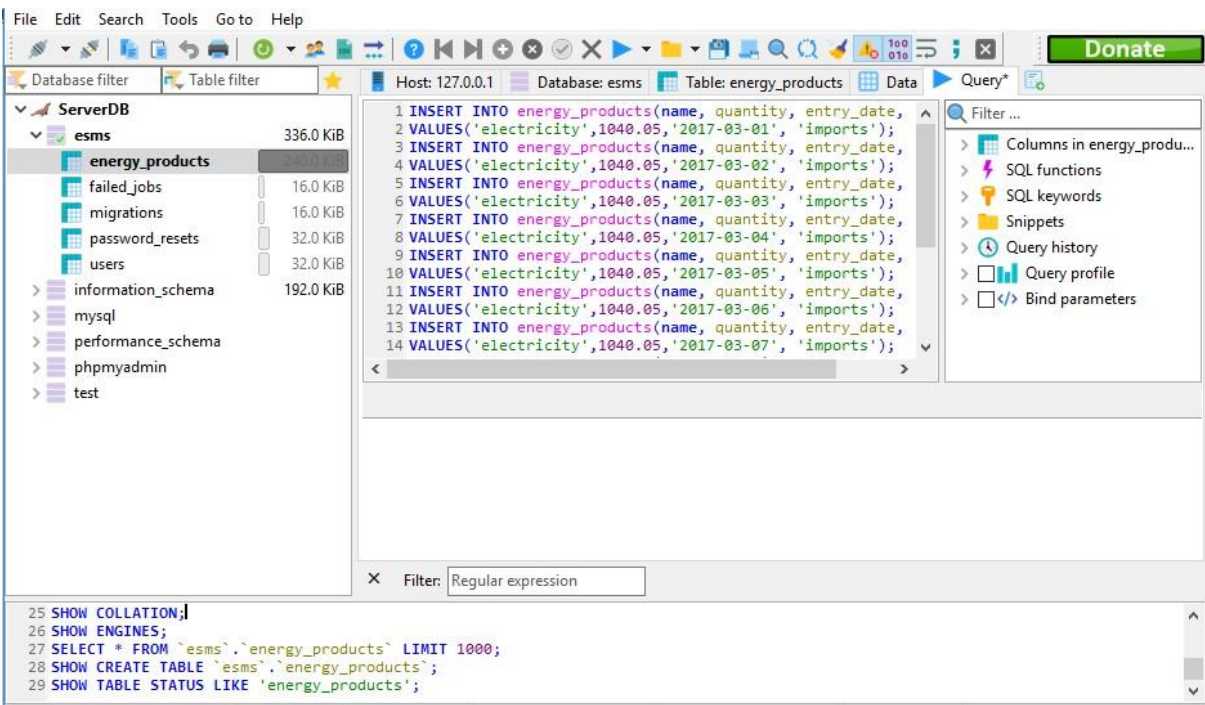 File Edit Search Tools Go to Help
Donate
Database filter Table filter
Host: 127.0.0.1 Database: esms Table: energy_products Data Query*
ServerDB
esms 336.0 KiB
energy_products 240.0 KiB
failed_jobs 16.0 KiB
migrations 16.0 KiB
password_resets 32.0 KiB
users 32.0 KiB
information_schema 192.0 KiB
mysql
performance_schema
phpmyadmin
test
1 INSERT INTO energy_products(name, quantity, entry_date,
2 VALUES('electricity',1040.05,'2017-03-01', 'imports');
3 INSERT INTO energy_products(name, quantity, entry_date,
4 VALUES('electricity',1040.05,'2017-03-02', 'imports');
5 INSERT INTO energy_products(name, quantity, entry_date,
6 VALUES('electricity',1040.05,'2017-03-03', 'imports');
7 INSERT INTO energy_products(name, quantity, entry_date,
8 VALUES('electricity',1040.05,'2017-03-04', 'imports');
9 INSERT INTO energy_products(name, quantity, entry_date,
10 VALUES('electricity',1040.05,'2017-03-05', 'imports');
11 INSERT INTO energy_products(name, quantity, entry_date,
12 VALUES('electricity',1040.05,'2017-03-06', 'imports');
13 INSERT INTO energy_products(name, quantity, entry_date,
14 VALUES('electricity',1040.05,'2017-03-07', 'imports');
Filter ...
Columns in energy_produ...
SQL functions
SQL keywords
Snippets
Query history
Query profile
Bind parameters
Filter: Regular expression
25 SHOW COLLATION;
26 SHOW ENGINES;
27 SELECT * FROM `esms`.`energy_products` LIMIT 1000;
28 SHOW CREATE TABLE `esms`.`energy_products`;
29 SHOW TABLE STATUS LIKE 'energy_products';